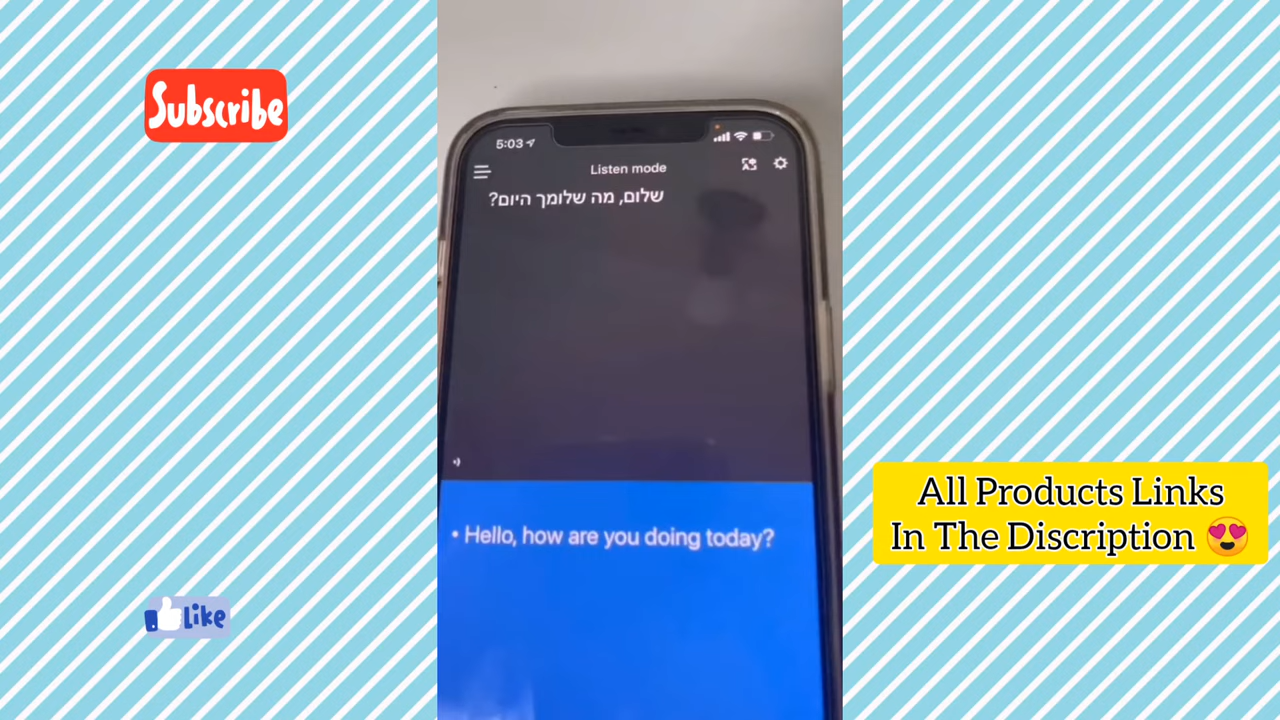 Subscribe
5:03
Listen mode
שלום, מה שלומך היום?
• Hello, how are you doing today?
All Products Links
In The Discription 😍
Like